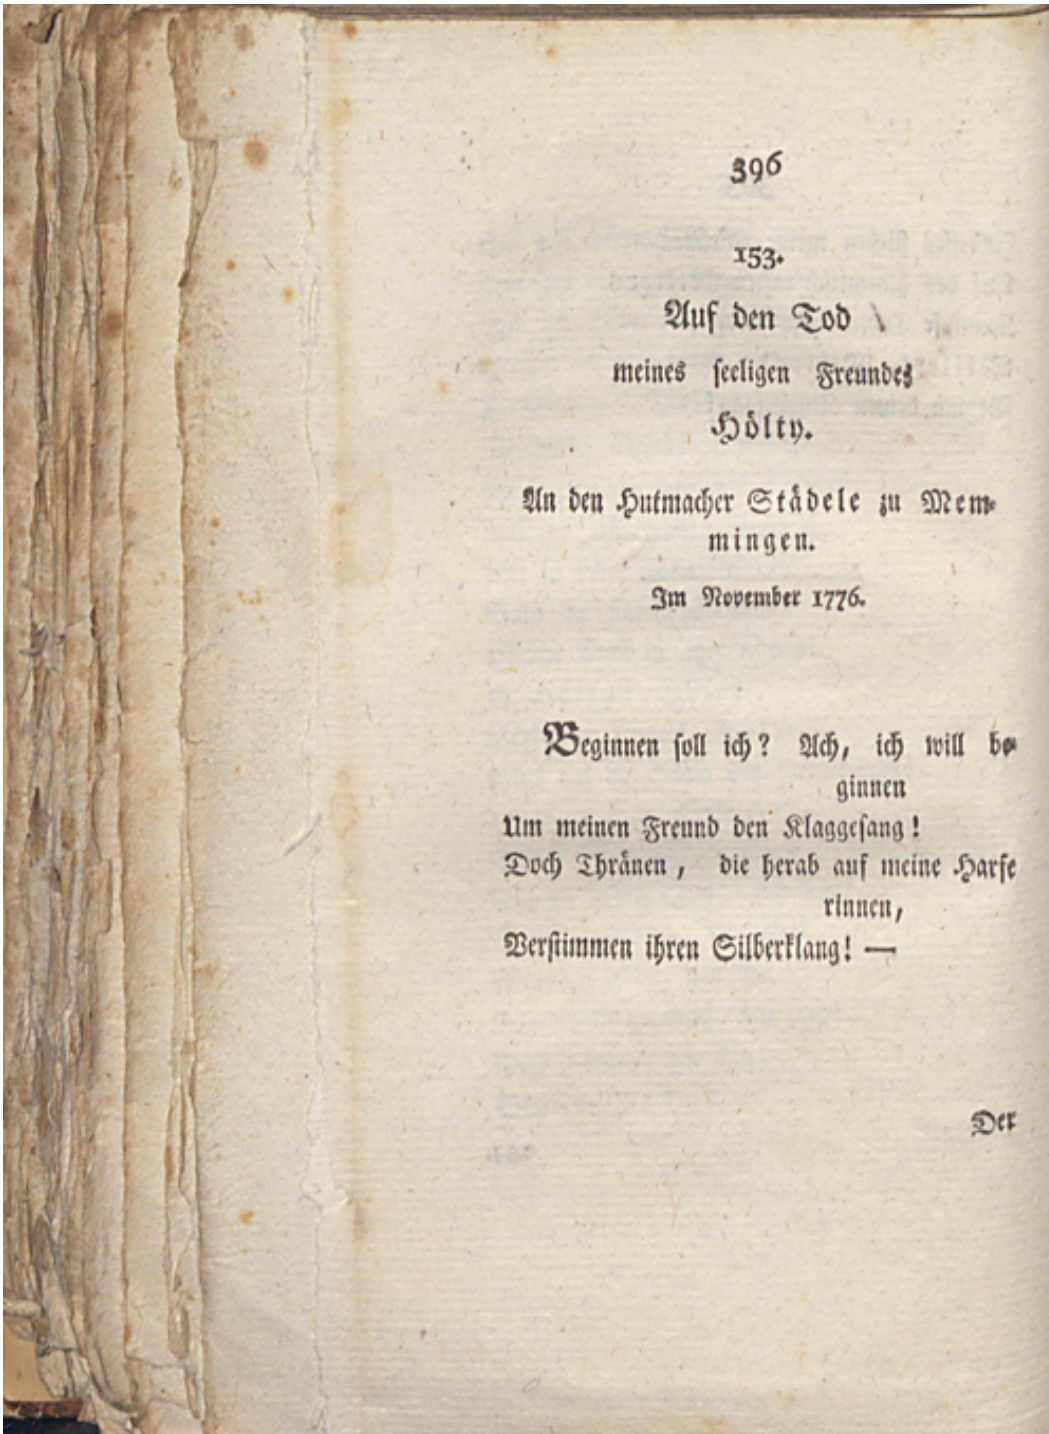 396
153.
Auf den Tod
meines seeligen Freundes
Hölty.
An den Hutmacher Städele zu Mem-
mingen.
Im November 1776.
Beginnen soll ich? Ach, ich will be-
ginnen
Um meinen Freund den Klaggesang!
Doch Thränen, die herab auf meine Harfe
rinnen,
Verstimmen ihren Silberklang! —
Der